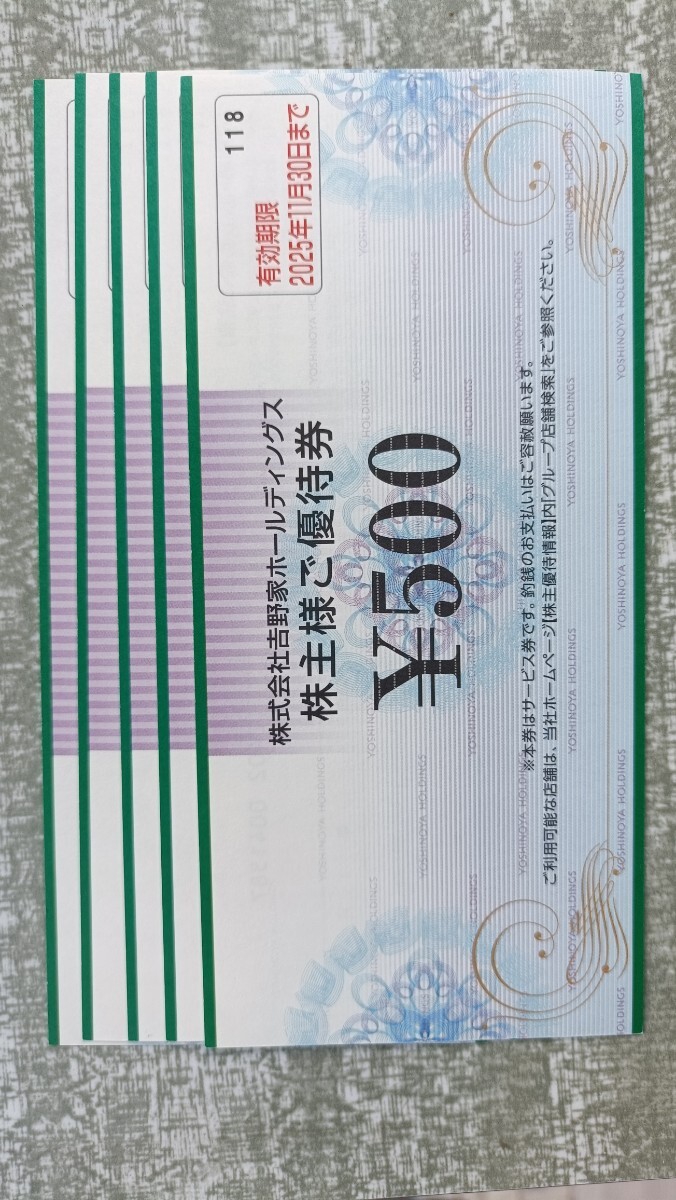 118
有効期限
2025年11月30日まで
株式会社𠮷野家ホールディングス
株主様ご優待券
¥500
※本券はサービス券です。釣銭のお支払いはご容赦願います。
ご利用可能な店舗は、当社ホームページ【株主優待情報】内「グループ店舗検索」をご参照ください。
YOSHINOYA HOLDINGS